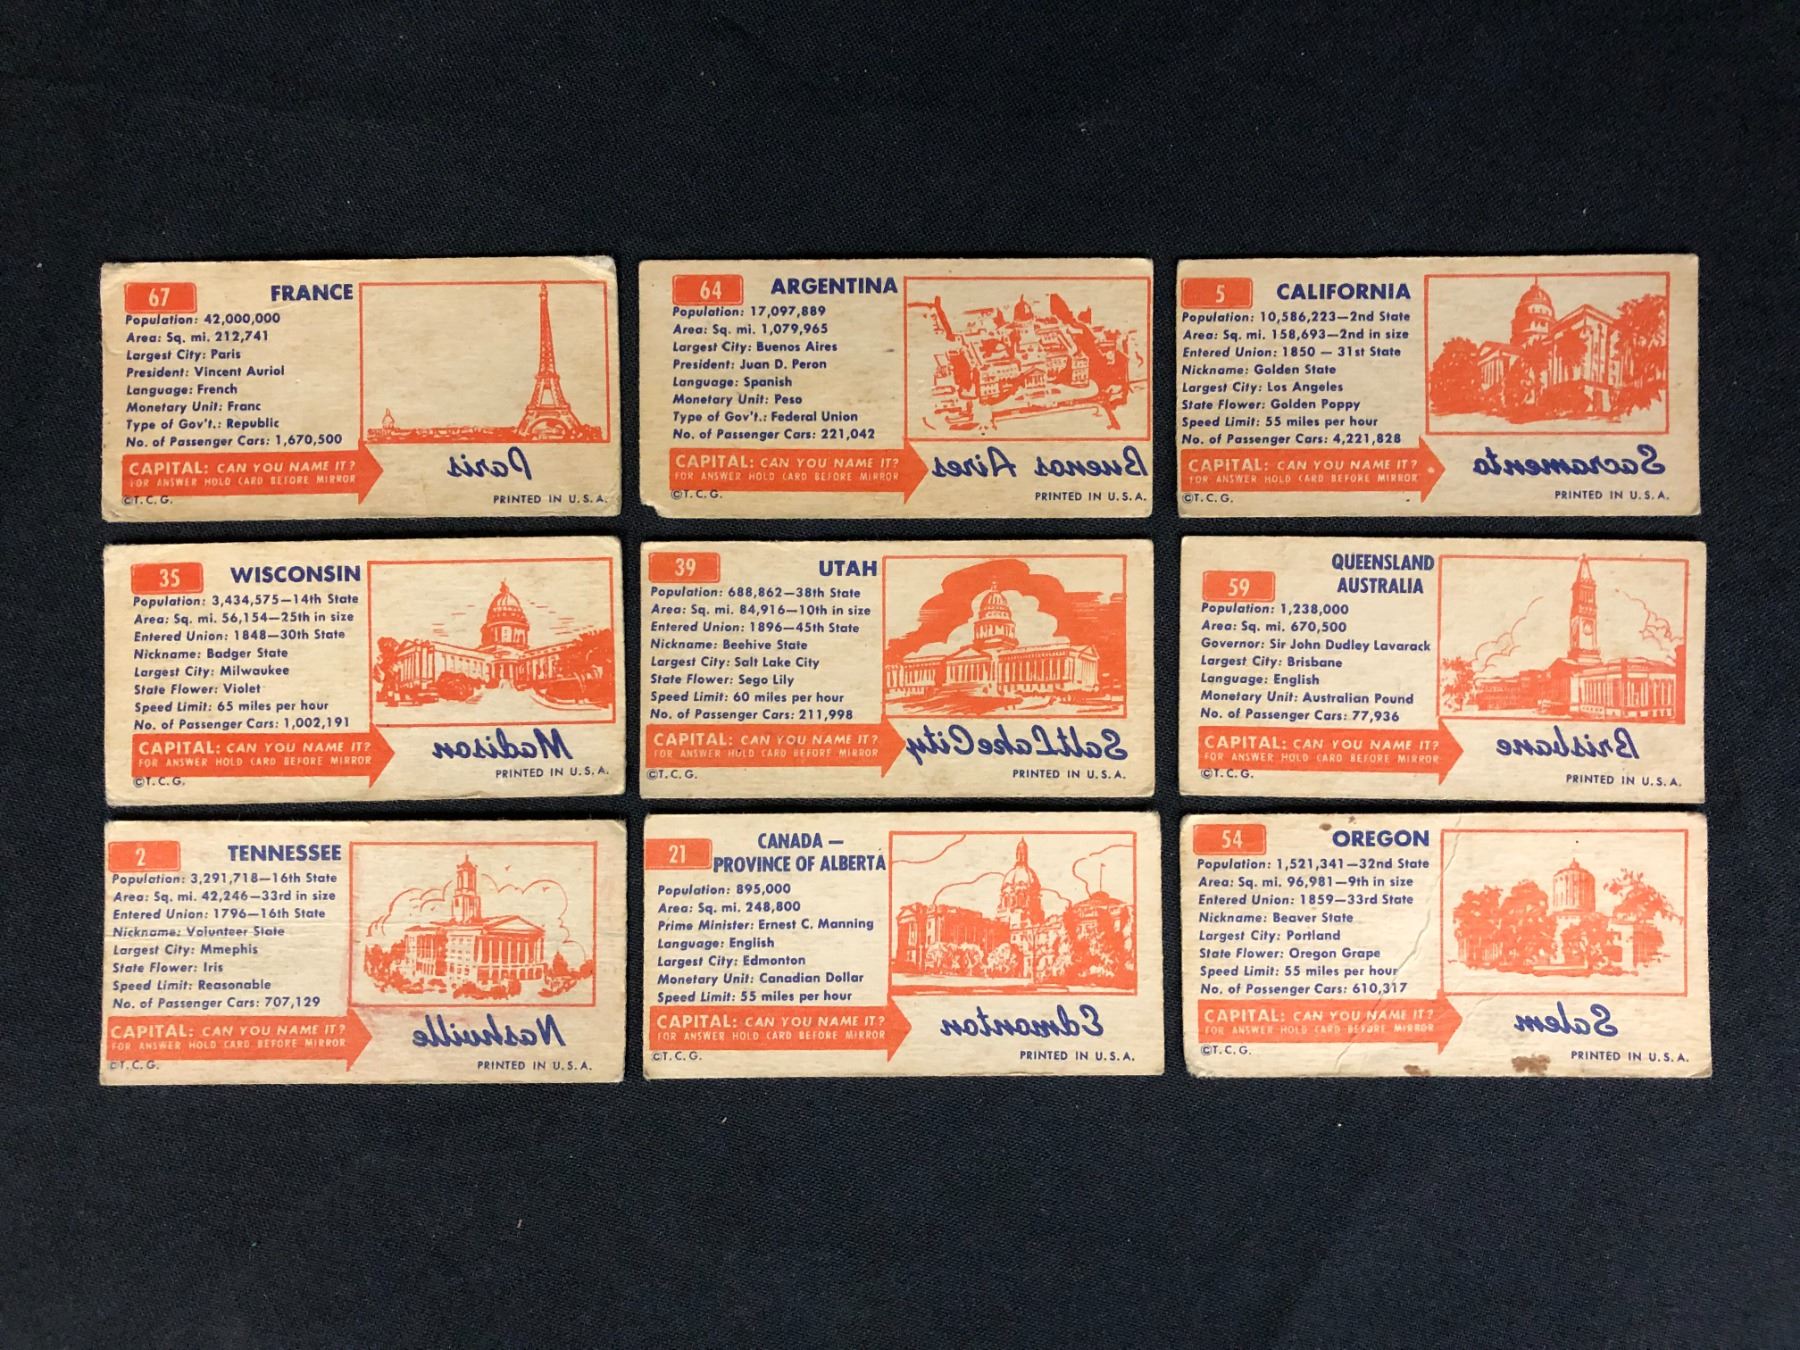 67
FRANCE
Population: 42,000,000
Area: Sq. mi. 212,741
Largest City: Paris
President: Vincent Auriol
Language: French
Monetary Unit: Franc
Type of Gov't.: Republic
No. of Passenger Cars: 1,670,500
CAPITAL: CAN YOU NAME IT?
FOR ANSWER HOLD CARD BEFORE MIRROR
Paris
©T.C.G.
PRINTED IN U.S.A.
64
ARGENTINA
Population: 17,097,889
Area: Sq. mi. 1,079,965
Largest City: Buenos Aires
President: Juan D. Peron
Language: Spanish
Monetary Unit: Peso
Type of Gov't.: Federal Union
No. of Passenger Cars: 221,042
CAPITAL: CAN YOU NAME IT?
FOR ANSWER HOLD CARD BEFORE MIRROR
Buenos Aires
©T.C.G.
PRINTED IN U.S.A.
5
CALIFORNIA
Population: 10,586,223—2nd State
Area: Sq. mi. 158,693—2nd in size
Entered Union: 1850 — 31st State
Nickname: Golden State
Largest City: Los Angeles
State Flower: Golden Poppy
Speed Limit: 55 miles per hour
No. of Passenger Cars: 4,221,828
CAPITAL: CAN YOU NAME IT?
FOR ANSWER HOLD CARD BEFORE MIRROR
Sacramento
©T.C.G.
PRINTED IN U.S.A.
35
WISCONSIN
Population: 3,434,575—14th State
Area: Sq. mi. 56,154—25th in size
Entered Union: 1848—30th State
Nickname: Badger State
Largest City: Milwaukee
State Flower: Violet
Speed Limit: 65 miles per hour
No. of Passenger Cars: 1,002,191
CAPITAL: CAN YOU NAME IT?
FOR ANSWER HOLD CARD BEFORE MIRROR
Madison
©T.C.G.
PRINTED IN U.S.A.
39
UTAH
Population: 688,862—38th State
Area: Sq. mi. 84,916—10th in size
Entered Union: 1896—45th State
Nickname: Beehive State
Largest City: Salt Lake City
State Flower: Sego Lily
Speed Limit: 60 miles per hour
No. of Passenger Cars: 211,998
CAPITAL: CAN YOU NAME IT?
FOR ANSWER HOLD CARD BEFORE MIRROR
Salt Lake City
©T.C.G.
PRINTED IN U.S.A.
59
QUEENSLAND
AUSTRALIA
Population: 1,238,000
Area: Sq. mi. 670,500
Governor: Sir John Dudley Lavarack
Largest City: Brisbane
Language: English
Monetary Unit: Australian Pound
No. of Passenger Cars: 77,936
CAPITAL: CAN YOU NAME IT?
FOR ANSWER HOLD CARD BEFORE MIRROR
Brisbane
©T.C.G.
PRINTED IN U.S.A.
2
TENNESSEE
Population: 3,291,718—16th State
Area: Sq. mi. 42,246—33rd in size
Entered Union: 1796—16th State
Nickname: Volunteer State
Largest City: Mmephis
State Flower: Iris
Speed Limit: Reasonable
No. of Passenger Cars: 707,129
CAPITAL: CAN YOU NAME IT?
FOR ANSWER HOLD CARD BEFORE MIRROR
Nashville
©T.C.G.
PRINTED IN U.S.A.
21
CANADA —
PROVINCE OF ALBERTA
Population: 895,000
Area: Sq. mi. 248,800
Prime Minister: Ernest C. Manning
Language: English
Largest City: Edmonton
Monetary Unit: Canadian Dollar
Speed Limit: 55 miles per hour
CAPITAL: CAN YOU NAME IT?
FOR ANSWER HOLD CARD BEFORE MIRROR
Edmonton
©T.C.G.
PRINTED IN U.S.A.
54
OREGON
Population: 1,521,341—32nd State
Area: Sq. mi. 96,981—9th in size
Entered Union: 1859—33rd State
Nickname: Beaver State
Largest City: Portland
State Flower: Oregon Grape
Speed Limit: 55 miles per hour
No. of Passenger Cars: 610,317
CAPITAL: CAN YOU NAME IT?
FOR ANSWER HOLD CARD BEFORE MIRROR
Salem
©T.C.G.
PRINTED IN U.S.A.